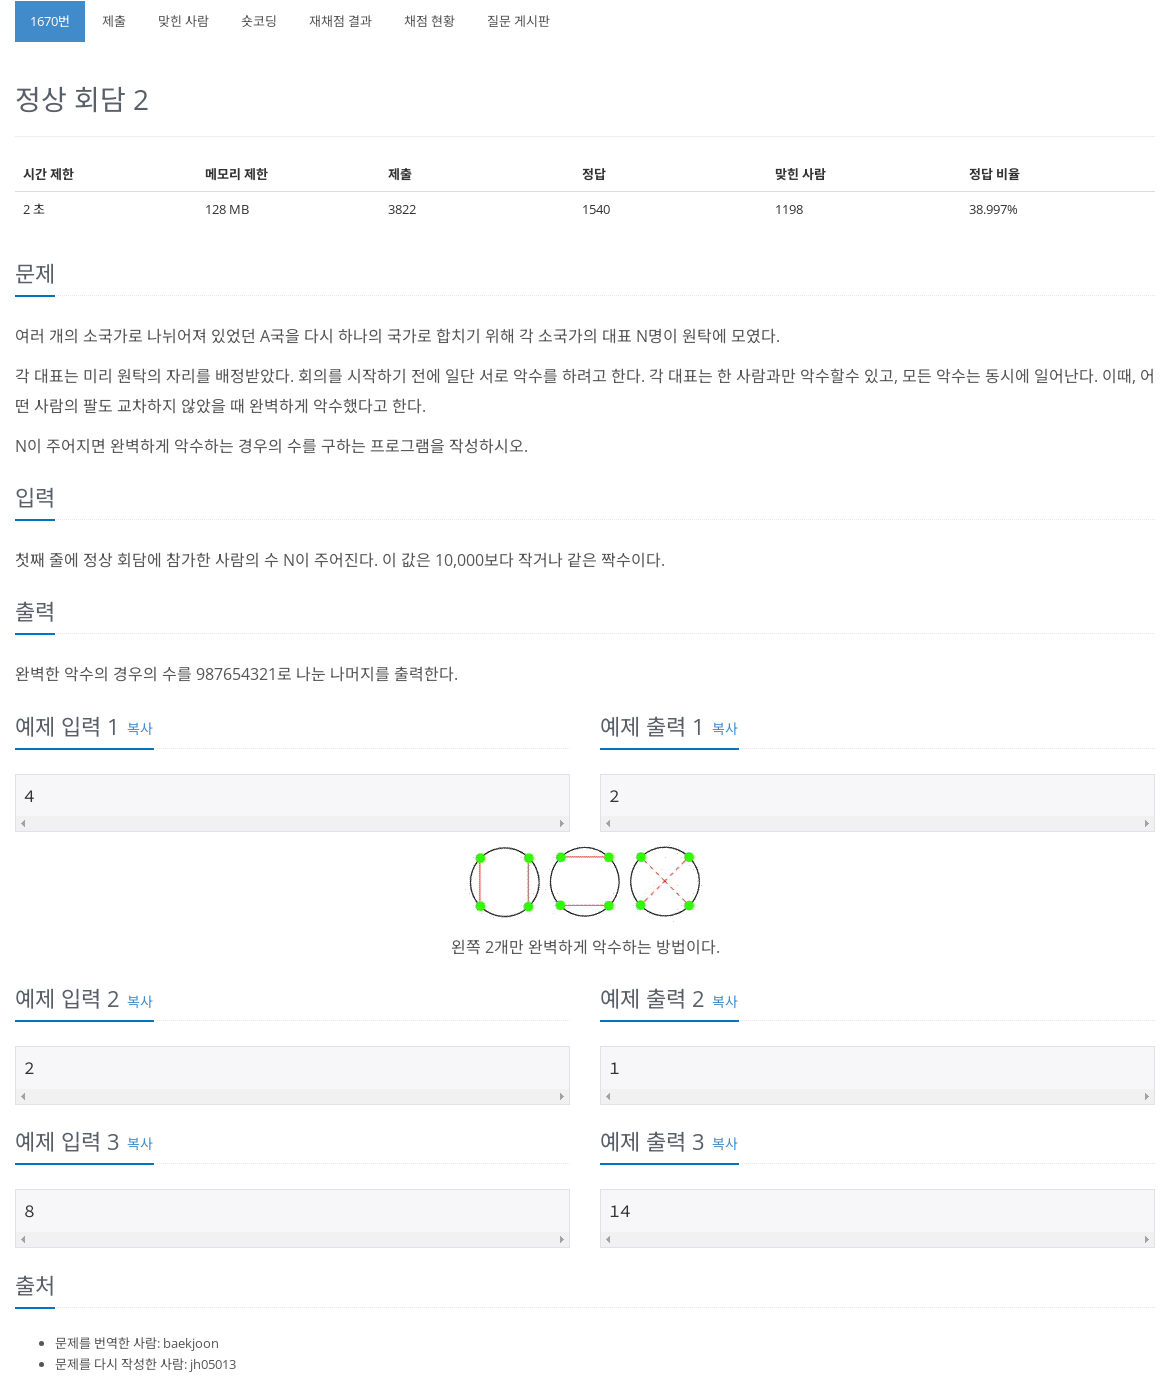 1670번 제출 맞힌 사람 숏코딩 재채점 결과 채점 현황 질문 게시판
정상 회담 2
시간 제한 메모리 제한 제출 정답 맞힌 사람 정답 비율
2 초 128 MB 3822 1540 1198 38.997%
문제
여러 개의 소국가로 나뉘어져 있었던 A국을 다시 하나의 국가로 합치기 위해 각 소국가의 대표 N명이 원탁에 모였다.
각 대표는 미리 원탁의 자리를 배정받았다. 회의를 시작하기 전에 일단 서로 악수를 하려고 한다. 각 대표는 한 사람과만 악수할수 있고, 모든 악수는 동시에 일어난다. 이때, 어
떤 사람의 팔도 교차하지 않았을 때 완벽하게 악수했다고 한다.
N이 주어지면 완벽하게 악수하는 경우의 수를 구하는 프로그램을 작성하시오.
입력
첫째 줄에 정상 회담에 참가한 사람의 수 N이 주어진다. 이 값은 10,000보다 작거나 같은 짝수이다.
출력
완벽한 악수의 경우의 수를 987654321로 나눈 나머지를 출력한다.
예제 입력 1 복사 예제 출력 1 복사
4 2
왼쪽 2개만 완벽하게 악수하는 방법이다.
예제 입력 2 복사 예제 출력 2 복사
2 1
예제 입력 3 복사 예제 출력 3 복사
8 14
출처
문제를 번역한 사람: baekjoon
문제를 다시 작성한 사람: jh05013